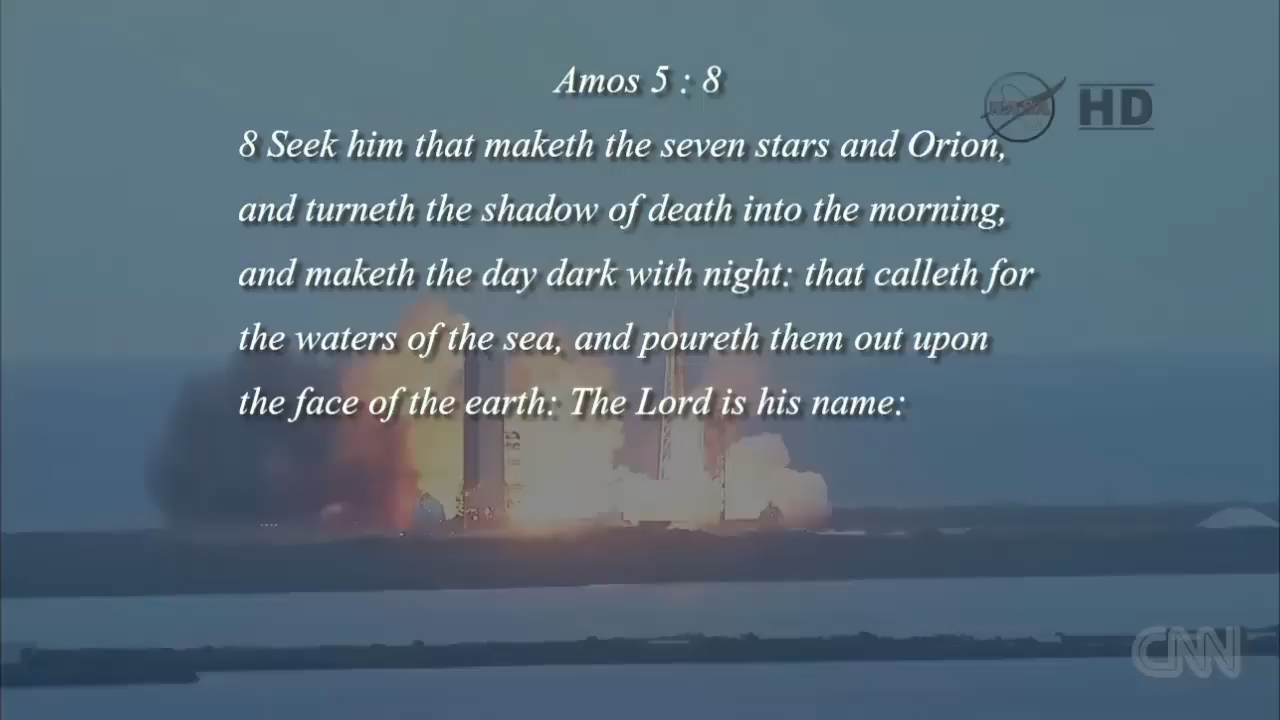 Amos 5 : 8
HD
8 Seek him that maketh the seven stars and Orion,
and turneth the shadow of death into the morning,
and maketh the day dark with night: that calleth for
the waters of the sea, and poureth them out upon
the face of the earth: The Lord is his name:
CNN